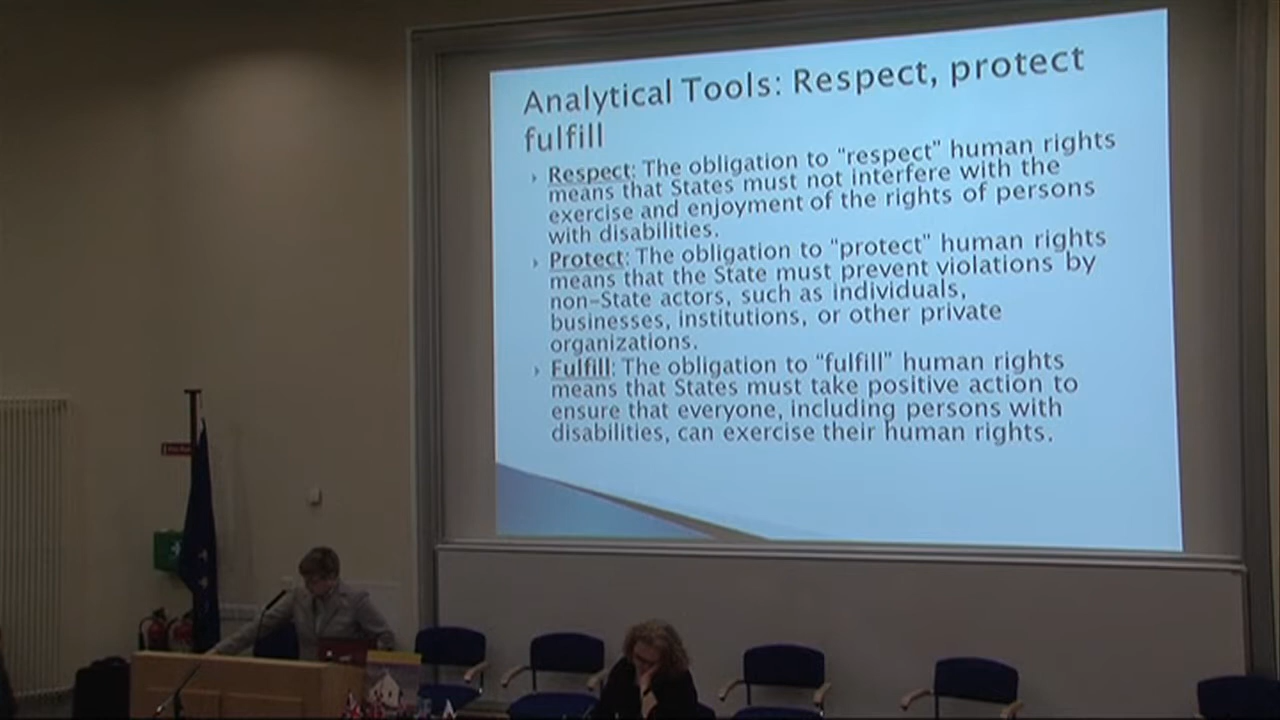 Analytical Tools: Respect, protect
fulfill
Respect: The obligation to "respect" human rights
means that States must not interfere with the
exercise and enjoyment of the rights of persons
with disabilities.
Protect: The obligation to "protect" human rights
means that the State must prevent violations by
non-State actors, such as individuals,
businesses, institutions, or other private
organizations.
Fulfill: The obligation to "fulfill" human rights
means that States must take positive action to
ensure that everyone, including persons with
disabilities, can exercise their human rights.